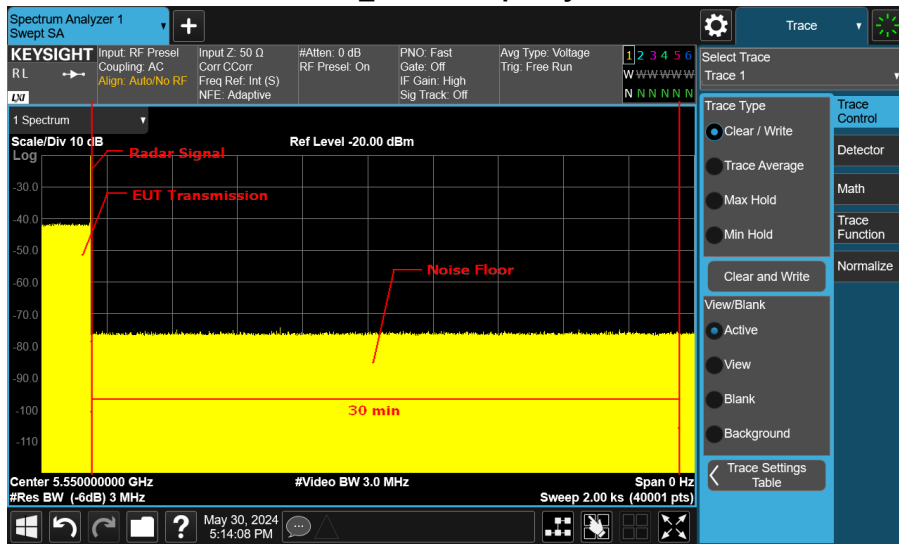 Spectrum Analyzer 1
Swept SA
Trace
KEYSIGHT
RL
LXI
Input: RF Presel
Coupling: AC
Align: Auto/No RF
Input Z: 50 Ω
Corr CCorr
Freq Ref: Int (S)
NFE: Adaptive
#Atten: 0 dB
RF Presel: On
PNO: Fast
Gate: Off
IF Gain: High
Sig Track: Off
Avg Type: Voltage
Trig: Free Run
1 2 3 4 5 6
W W W W W W
N N N N N N
Select Trace
Trace 1
1 Spectrum
Scale/Div 10 dB
Ref Level -20.00 dBm
Log
-30.0
-40.0
-50.0
-60.0
-70.0
-80.0
-90.0
-100
-110
Radar Signal
EUT Transmission
Noise Floor
30 min
Center 5.550000000 GHz
#Video BW 3.0 MHz
Span 0 Hz
#Res BW (-6dB) 3 MHz
Sweep 2.00 ks (40001 pts)
Trace Type
Clear / Write
Trace Average
Max Hold
Min Hold
Clear and Write
View/Blank
Active
View
Blank
Background
Trace Settings
Table
Trace
Control
Detector
Math
Trace
Function
Normalize
May 30, 2024
5:14:08 PM